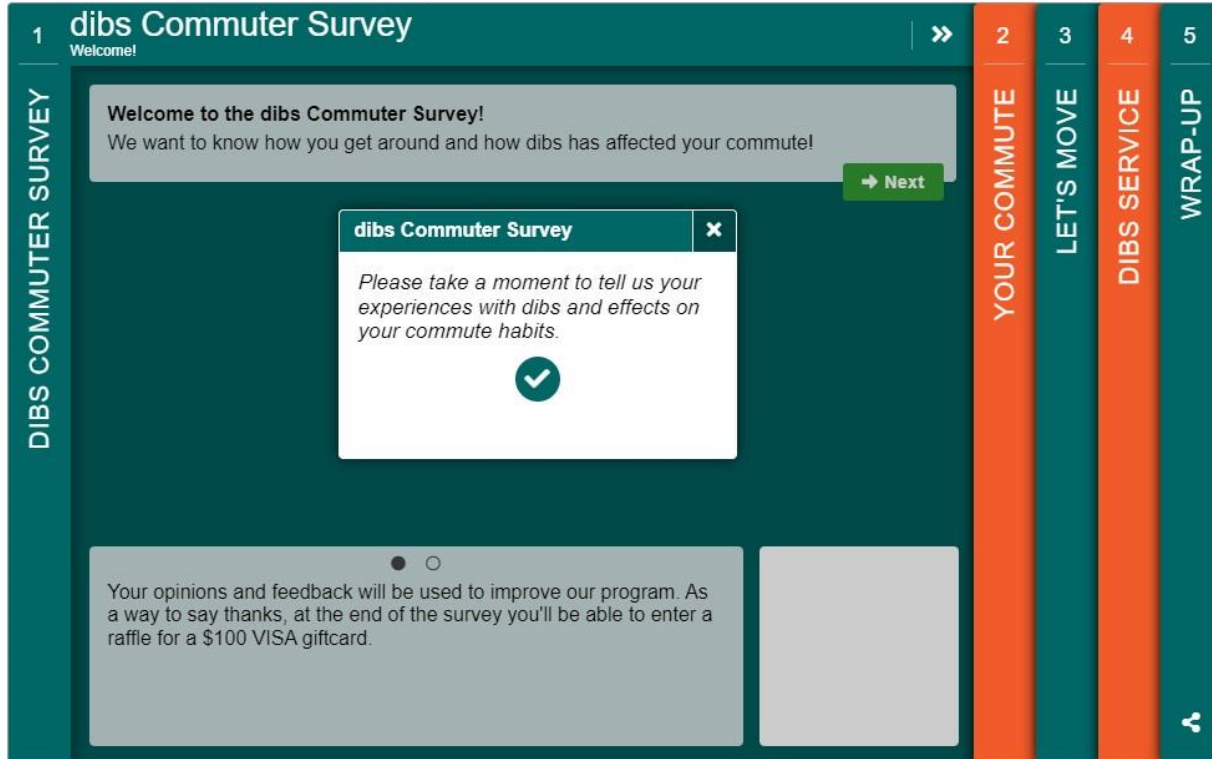 1
DIBS COMMUTER SURVEY
dibs Commuter Survey
Welcome!
Welcome to the dibs Commuter Survey!
We want to know how you get around and how dibs has affected your commute!
Next
dibs Commuter Survey
Please take a moment to tell us your
experiences with dibs and effects on
your commute habits.
Your opinions and feedback will be used to improve our program. As
a way to say thanks, at the end of the survey you'll be able to enter a
raffle for a $100 VISA giftcard.
2
YOUR COMMUTE
3
LET'S MOVE
4
DIBS SERVICE
5
WRAP-UP